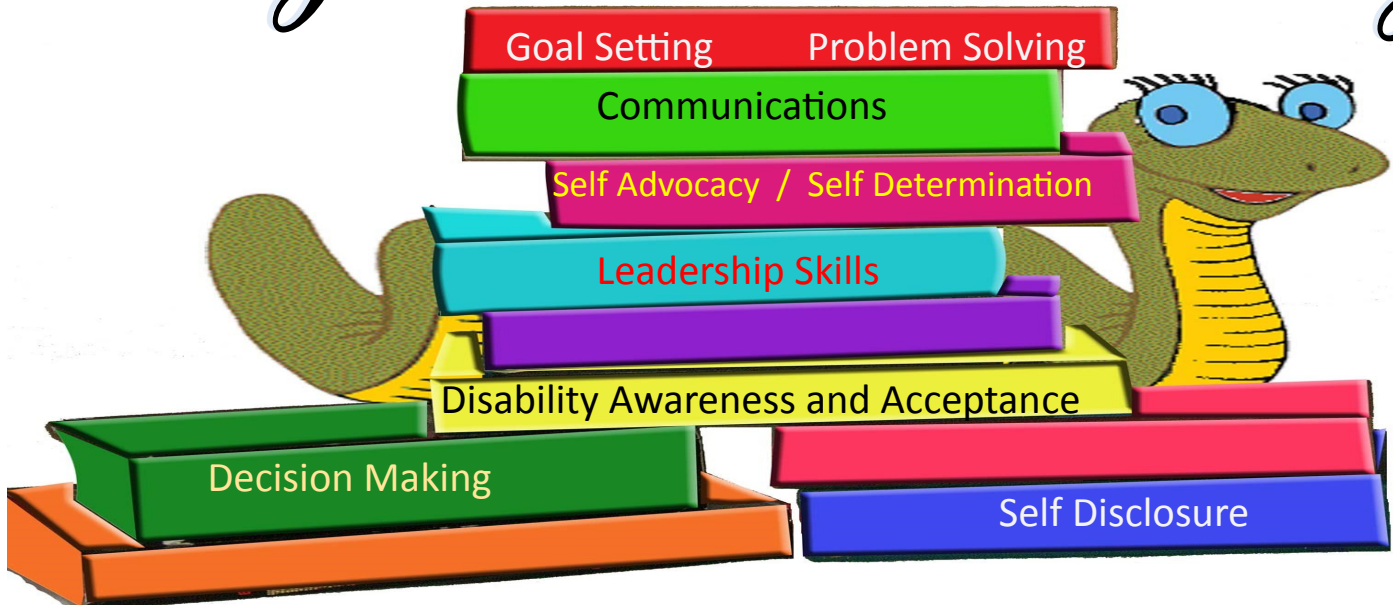 Goal Setting Problem Solving
Communications
Self Advocacy / Self Determination
Leadership Skills
Disability Awareness and Acceptance
Decision Making
Self Disclosure